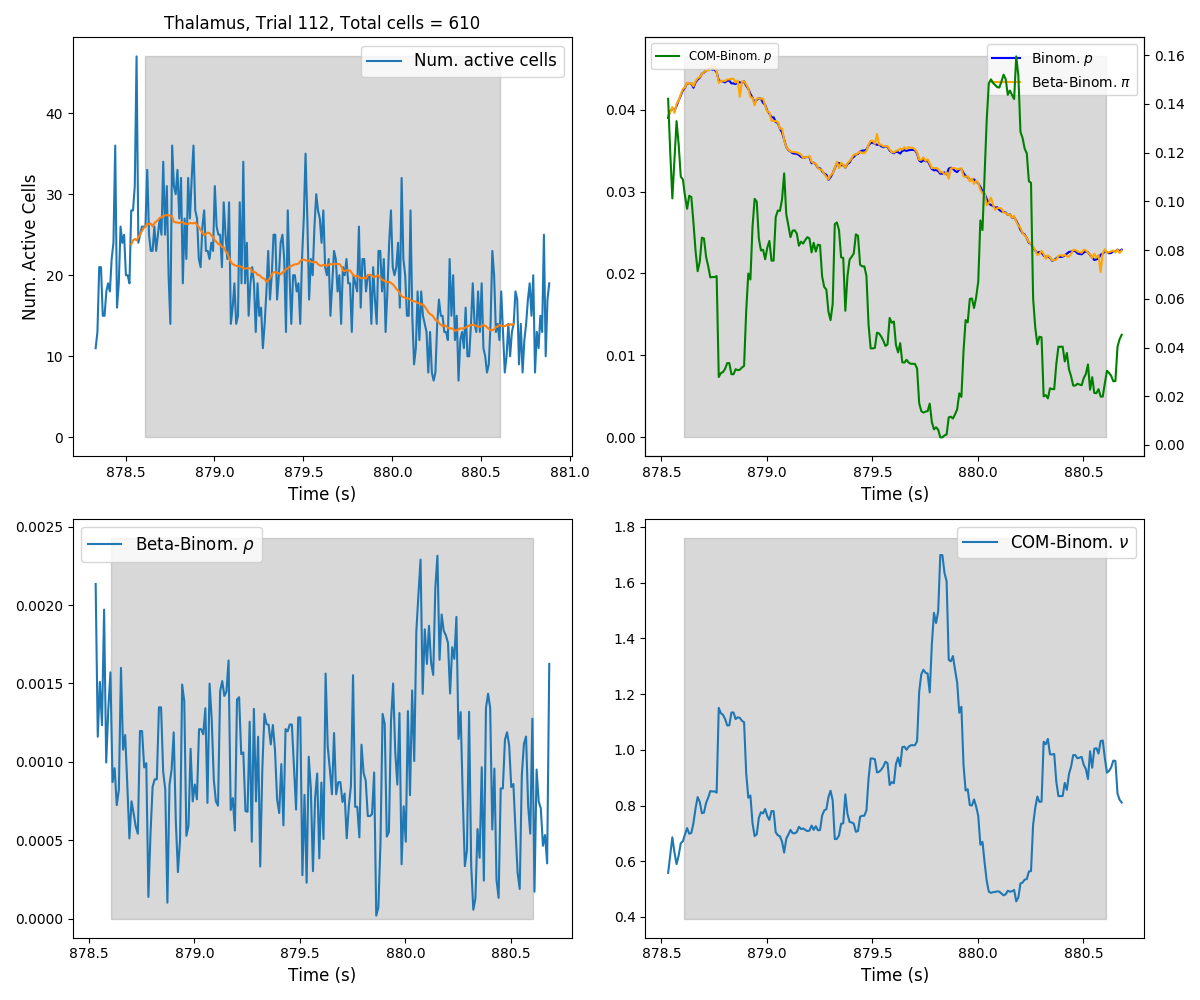 Thalamus, Trial 112, Total cells = 610
Num. active cells
Num. Active Cells
40
30
20
10
0
878.5 879.0 879.5 880.0 880.5 881.0
Time (s)
COM-Binom. p
Binom. p
Beta-Binom. π
0.04
0.03
0.02
0.01
0.00
0.16
0.14
0.12
0.10
0.08
0.06
0.04
0.02
0.00
878.5 879.0 879.5 880.0 880.5
Time (s)
Beta-Binom. ρ
0.0025
0.0020
0.0015
0.0010
0.0005
0.0000
878.5 879.0 879.5 880.0 880.5
Time (s)
COM-Binom. ν
1.8
1.6
1.4
1.2
1.0
0.8
0.6
0.4
878.5 879.0 879.5 880.0 880.5
Time (s)